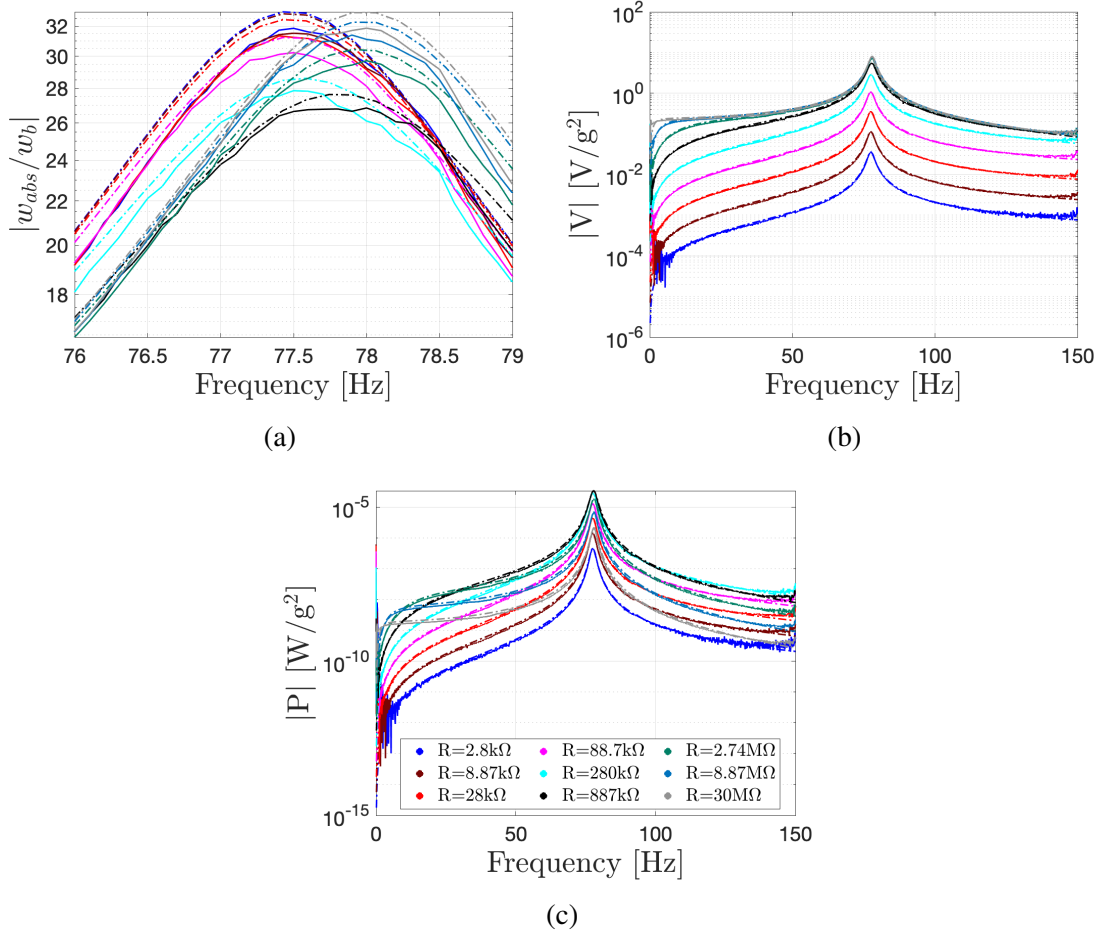 32
30
28
26
24
22
20
18
|w_abs/w_b|
76 76.5 77 77.5 78 78.5 79
Frequency [Hz]
(a)
10^2
10^0
10^-2
10^-4
10^-6
|V| [V/g^2]
0 50 100 150
Frequency [Hz]
(b)
10^-5
10^-10
10^-15
|P| [W/g^2]
R=2.8kΩ R=88.7kΩ R=2.74MΩ
R=8.87kΩ R=280kΩ R=8.87MΩ
R=28kΩ R=887kΩ R=30MΩ
0 50 100 150
Frequency [Hz]
(c)